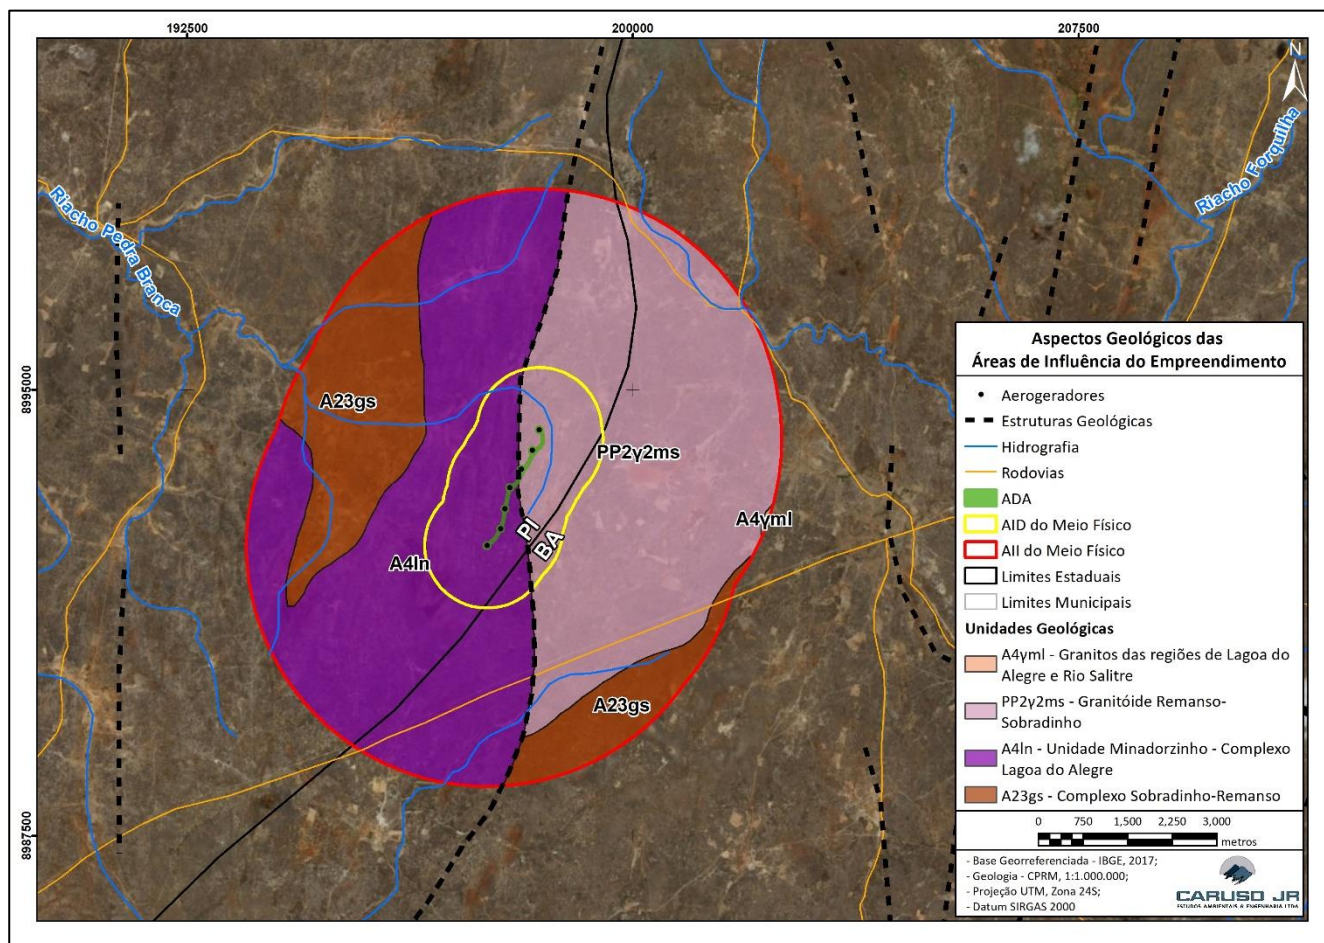 192500
200000
207500
N
Riacho Forquilha
Riacho Pedra Branca
8995000
A23gs
PP2γ2ms
A4γml
PI
BA
A4ln
A23gs
8987500
Aspectos Geológicos das
Áreas de Influência do Empreendimento
Aerogeradores
Estruturas Geológicas
Hidrografia
Rodovias
ADA
AID do Meio Físico
AII do Meio Físico
Limites Estaduais
Limites Municipais
Unidades Geológicas
A4γml - Granitos das regiões de Lagoa do
Alegre e Rio Salitre
PP2γ2ms - Granitóide Remanso-
Sobradinho
A4ln - Unidade Minadorzinho - Complexo
Lagoa do Alegre
A23gs - Complexo Sobradinho-Remanso
0 750 1,500 2,250 3,000
metros
- Base Georreferenciada - IBGE, 2017;
- Geologia - CPRM, 1:1.000.000;
- Projeção UTM, Zona 24S;
- Datum SIRGAS 2000
CARUSO JR
ESTUDOS AMBIENTAIS & ENGENHARIA LTDA